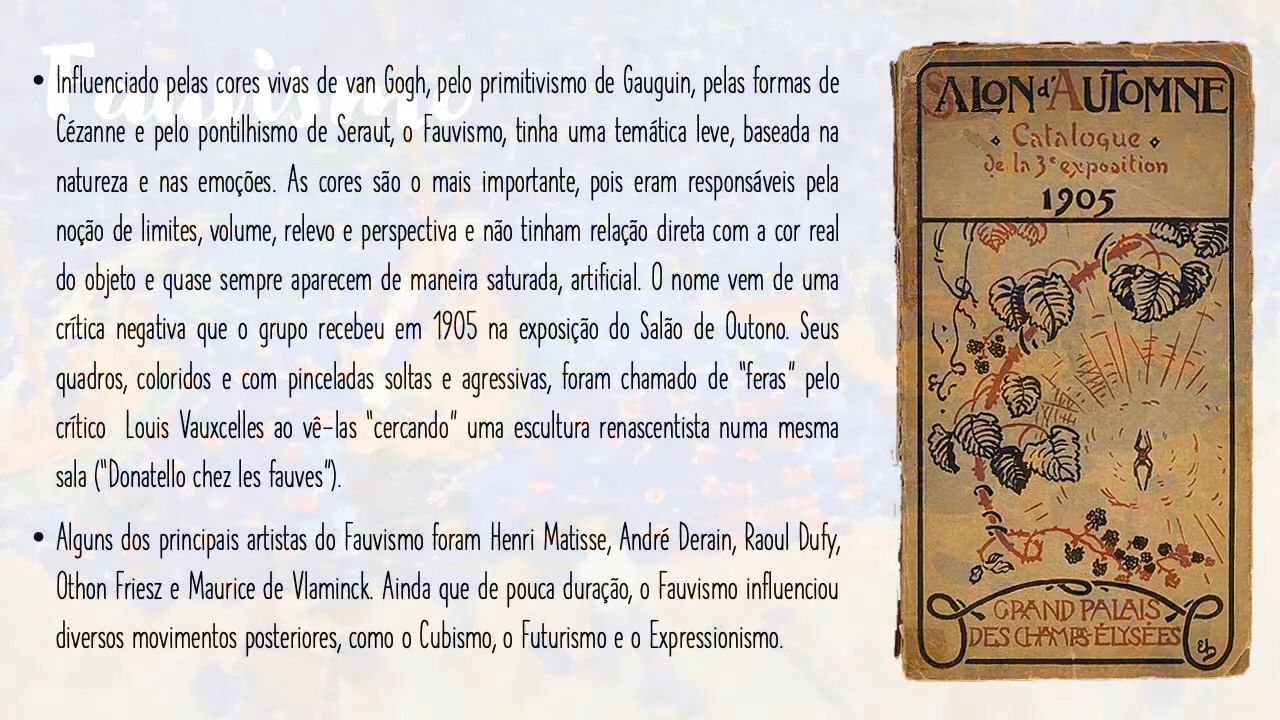 Fauvismo
• Influenciado pelas cores vivas de van Gogh, pelo primitivismo de Gauguin, pelas formas de
Cézanne e pelo pontilhismo de Seraut, o Fauvismo, tinha uma temática leve, baseada na
natureza e nas emoções. As cores são o mais importante, pois eram responsáveis pela
noção de limites, volume, relevo e perspectiva e não tinham relação direta com a cor real
do objeto e quase sempre aparecem de maneira saturada, artificial. O nome vem de uma
crítica negativa que o grupo recebeu em 1905 na exposição do Salão de Outono. Seus
quadros, coloridos e com pinceladas soltas e agressivas, foram chamado de "feras" pelo
crítico Louis Vauxcelles ao vê-las "cercando" uma escultura renascentista numa mesma
sala ("Donatello chez les fauves").
• Alguns dos principais artistas do Fauvismo foram Henri Matisse, André Derain, Raoul Dufy,
Othon Friesz e Maurice de Vlaminck. Ainda que de pouca duração, o Fauvismo influenciou
diversos movimentos posteriores, como o Cubismo, o Futurismo e o Expressionismo.
SALON d'AUTOMNE
Catalogue
de la 3e exposition
1905
GRAND PALAIS
DES CHAMPS-ÉLYSÉES